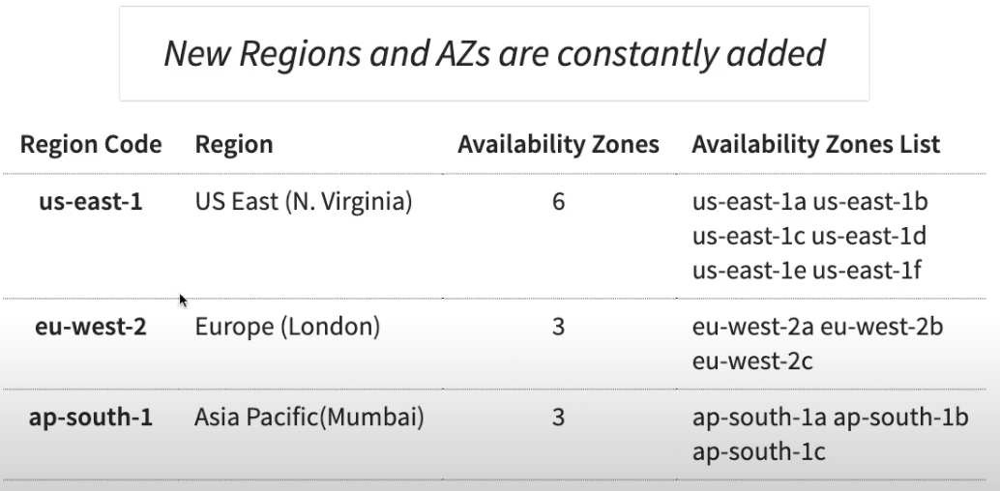 New Regions and AZs are constantly added
Region Code Region Availability Zones Availability Zones List
us-east-1 US East (N. Virginia) 6 us-east-1a us-east-1b
us-east-1c us-east-1d
us-east-1e us-east-1f
eu-west-2 Europe (London) 3 eu-west-2a eu-west-2b
eu-west-2c
ap-south-1 Asia Pacific(Mumbai) 3 ap-south-1a ap-south-1b
ap-south-1c